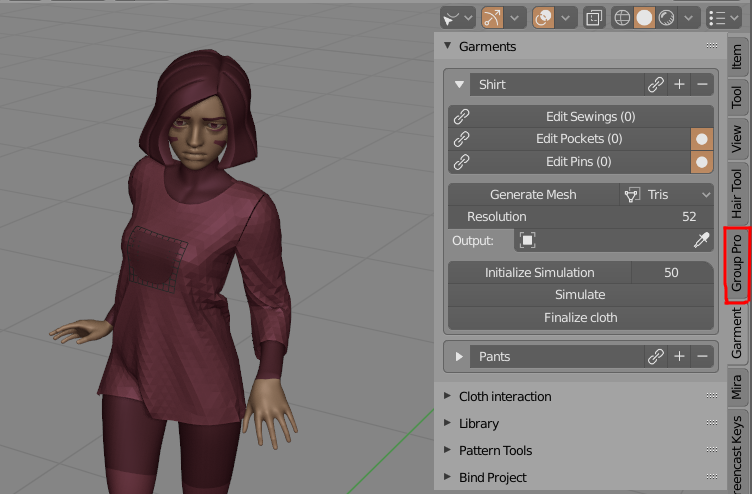 Garments
Shirt
Edit Sewings (0)
Edit Pockets (0)
Edit Pins (0)
Generate Mesh
Tris
Resolution
52
Output:
Initialize Simulation
50
Simulate
Finalize cloth
Pants
Cloth interaction
Library
Pattern Tools
Bind Project
Item
Tool
View
Hair Tool
Group Pro
Garment
Mira
reencast Keys